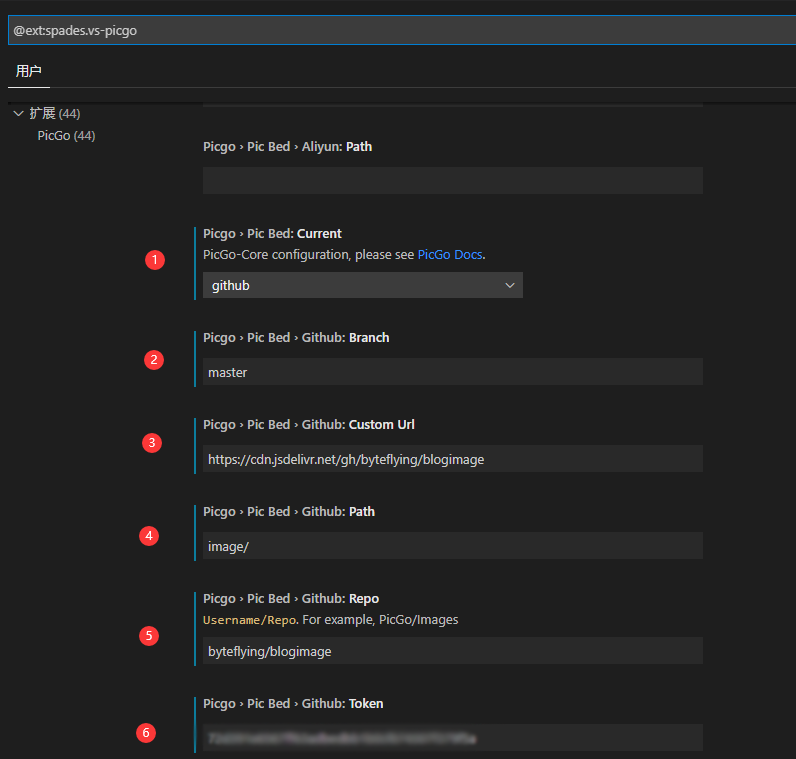 @ext:spades.vs-picgo
用户
扩展 (44)
PicGo (44)
Picgo › Pic Bed › Aliyun: Path
1
Picgo › Pic Bed: Current
PicGo-Core configuration, please see PicGo Docs.
github
2
Picgo › Pic Bed › Github: Branch
master
3
Picgo › Pic Bed › Github: Custom Url
https://cdn.jsdelivr.net/gh/byteflying/blogimage
4
Picgo › Pic Bed › Github: Path
image/
5
Picgo › Pic Bed › Github: Repo
Username/Repo. For example, PicGo/Images
byteflying/blogimage
6
Picgo › Pic Bed › Github: Token